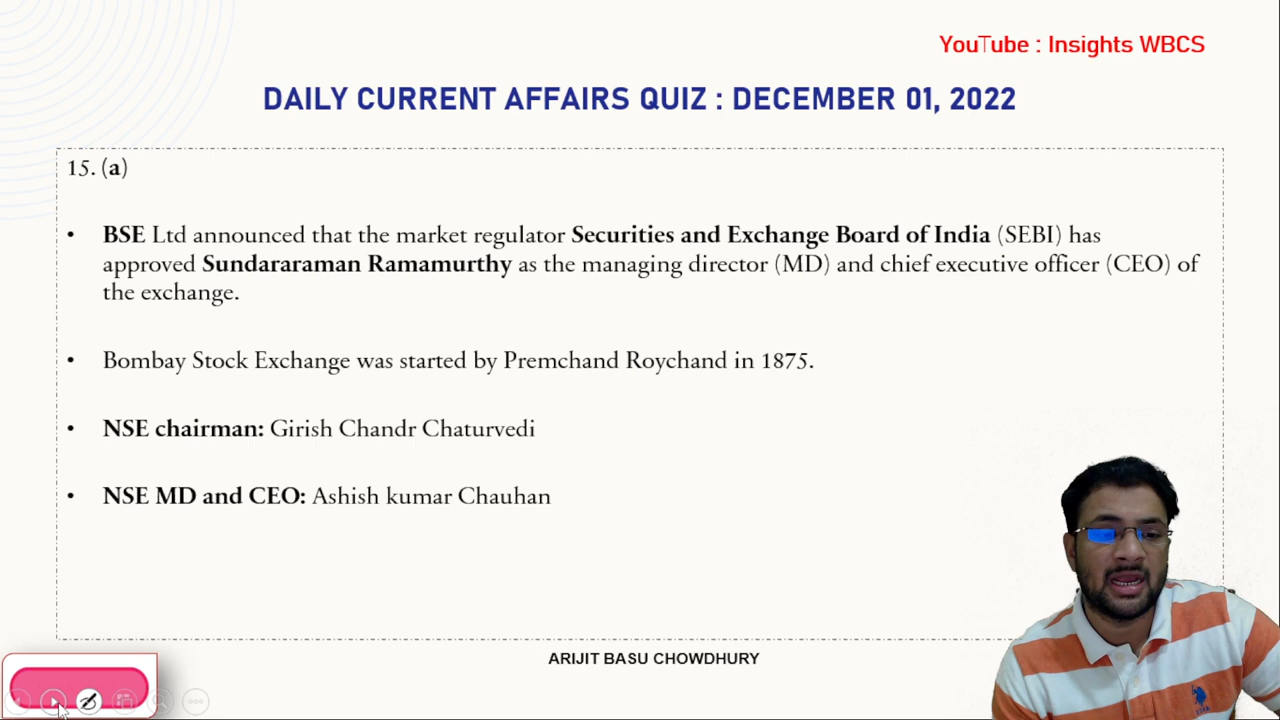 YouTube : Insights WBCS
DAILY CURRENT AFFAIRS QUIZ : DECEMBER 01, 2022
15. (a)
• BSE Ltd announced that the market regulator Securities and Exchange Board of India (SEBI) has
approved Sundararaman Ramamurthy as the managing director (MD) and chief executive officer (CEO) of
the exchange.
• Bombay Stock Exchange was started by Premchand Roychand in 1875.
• NSE chairman: Girish Chandr Chaturvedi
• NSE MD and CEO: Ashish kumar Chauhan
ARIJIT BASU CHOWDHURY